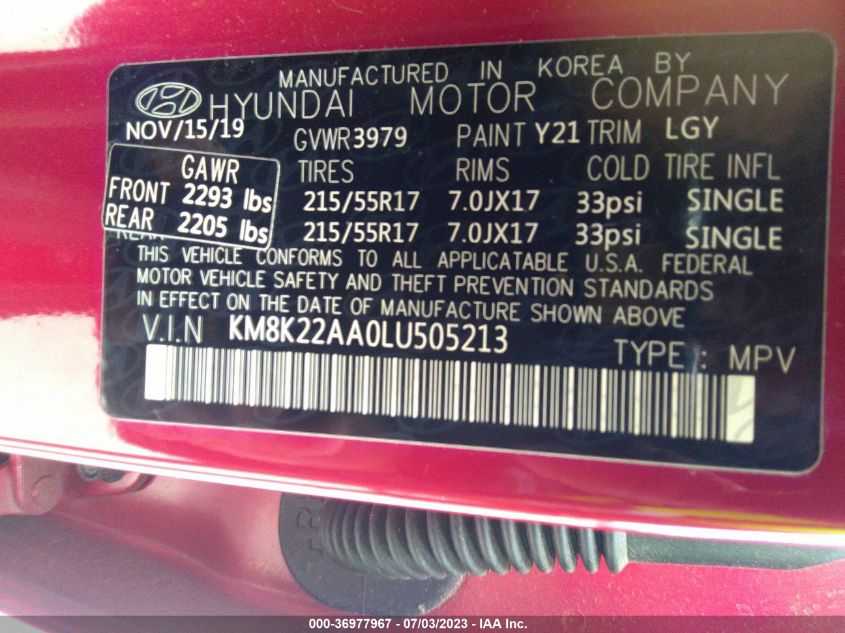 MANUFACTURED IN KOREA BY
HYUNDAI MOTOR COMPANY
NOV/15/19 GVWR3979 PAINT Y21 TRIM LGY
GAWR TIRES RIMS COLD TIRE INFL
FRONT 2293 lbs 215/55R17 7.0JX17 33psi SINGLE
REAR 2205 lbs 215/55R17 7.0JX17 33psi SINGLE
THIS VEHICLE CONFORMS TO ALL APPLICATABLE U.S.A. FEDERAL
MOTOR VEHICLE SAFETY AND THEFT PREVENTION STANDARDS
IN EFFECT ON THE DATE OF MANUFACTURE SHOWN ABOVE
V.I.N KM8K22AA0LU505213
TYPE : MPV
000-36977967 / 07/03/2023 - IAA Inc.